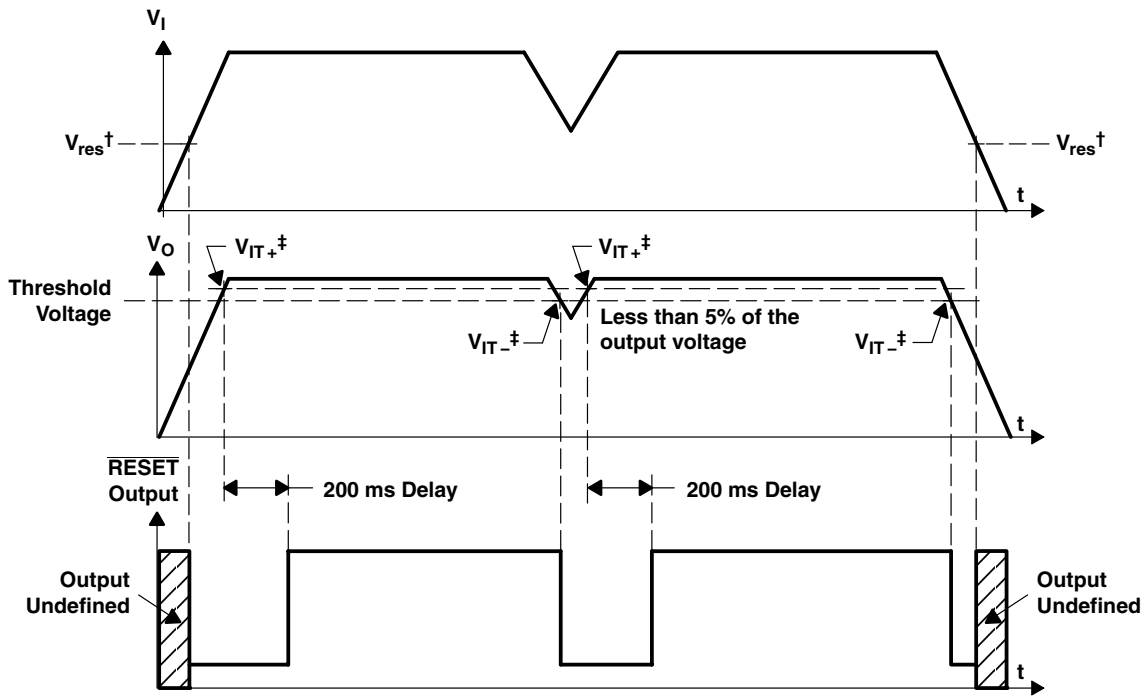 V_I
V_res†
V_res†
t
V_O
V_IT+‡
V_IT+‡
Threshold
Voltage
Less than 5% of the
output voltage
V_IT−‡
V_IT−‡
t
RESET
Output
200 ms Delay
200 ms Delay
Output
Undefined
Output
Undefined
t